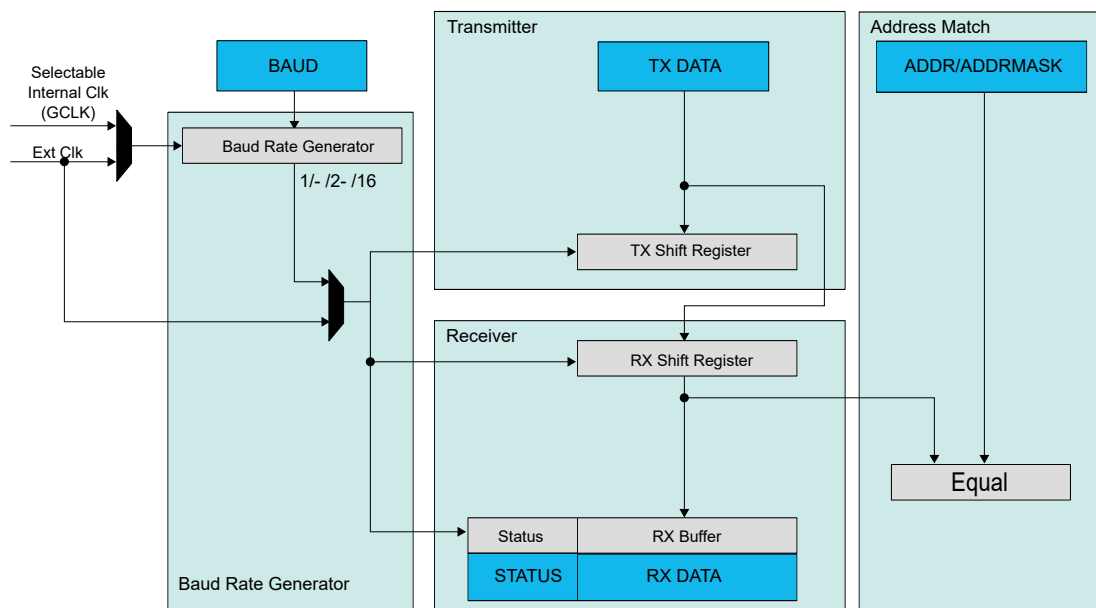 Transmitter
Address Match
BAUD
TX DATA
ADDR/ADDRMASK
Selectable
Internal Clk
(GCLK)
Ext Clk
Baud Rate Generator
1/- /2- /16
TX Shift Register
Receiver
RX Shift Register
Equal
Status
RX Buffer
STATUS
RX DATA
Baud Rate Generator